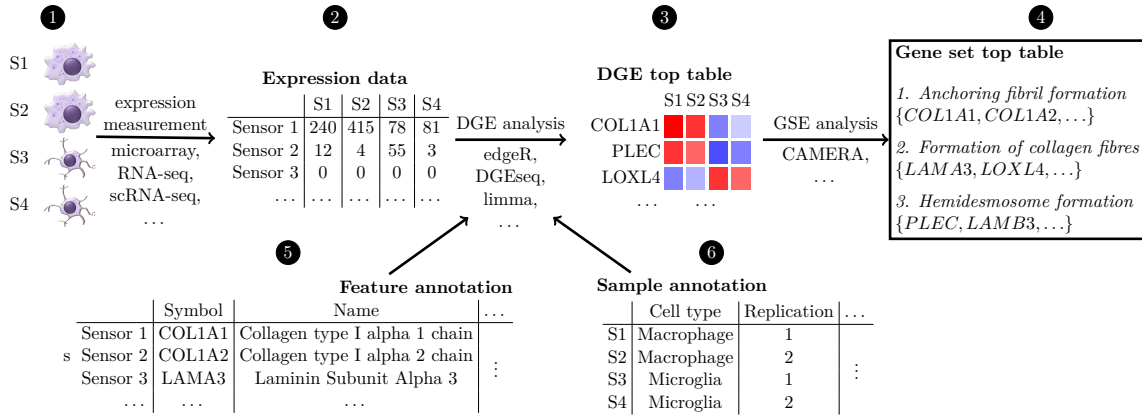 1
2
3
4
S1
S2
S3
S4
expression
measurement
microarray,
RNA-seq,
scRNA-seq,
...
Expression data
S1 S2 S3 S4
Sensor 1 240 415 78 81
Sensor 2 12 4 55 3
Sensor 3 0 0 0 0
... ... ... ... ...
DGE analysis
edgeR,
DGEseq,
limma,
...
DGE top table
S1 S2 S3 S4
COL1A1
PLEC
LOXL4
... ...
GSE analysis
CAMERA,
...
Gene set top table
1. Anchoring fibril formation
{COL1A1, COL1A2, ...}
2. Formation of collagen fibres
{LAMA3, LOXL4, ...}
3. Hemidesmosome formation
{PLEC, LAMB3, ...}
5
Feature annotation
Symbol Name ...
Sensor 1 COL1A1 Collagen type I alpha 1 chain
s Sensor 2 COL1A2 Collagen type I alpha 2 chain ⋮
Sensor 3 LAMA3 Laminin Subunit Alpha 3
... ... ...
6
Sample annotation
Cell type Replication ...
S1 Macrophage 1
S2 Macrophage 2 ⋮
S3 Microglia 1
S4 Microglia 2